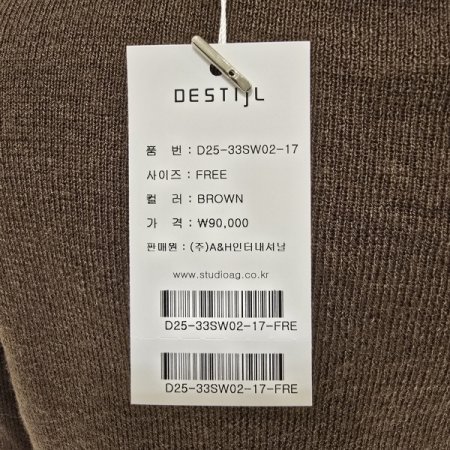 DESTIJL
품 번 : D25-33SW02-17
사이즈 : FREE
컬 러 : BROWN
가 격 : ₩90,000
판매원 : (주)A&H인터내셔날
www.studioag.co.kr
D25-33SW02-17-FRE
D25-33SW02-17-FRE